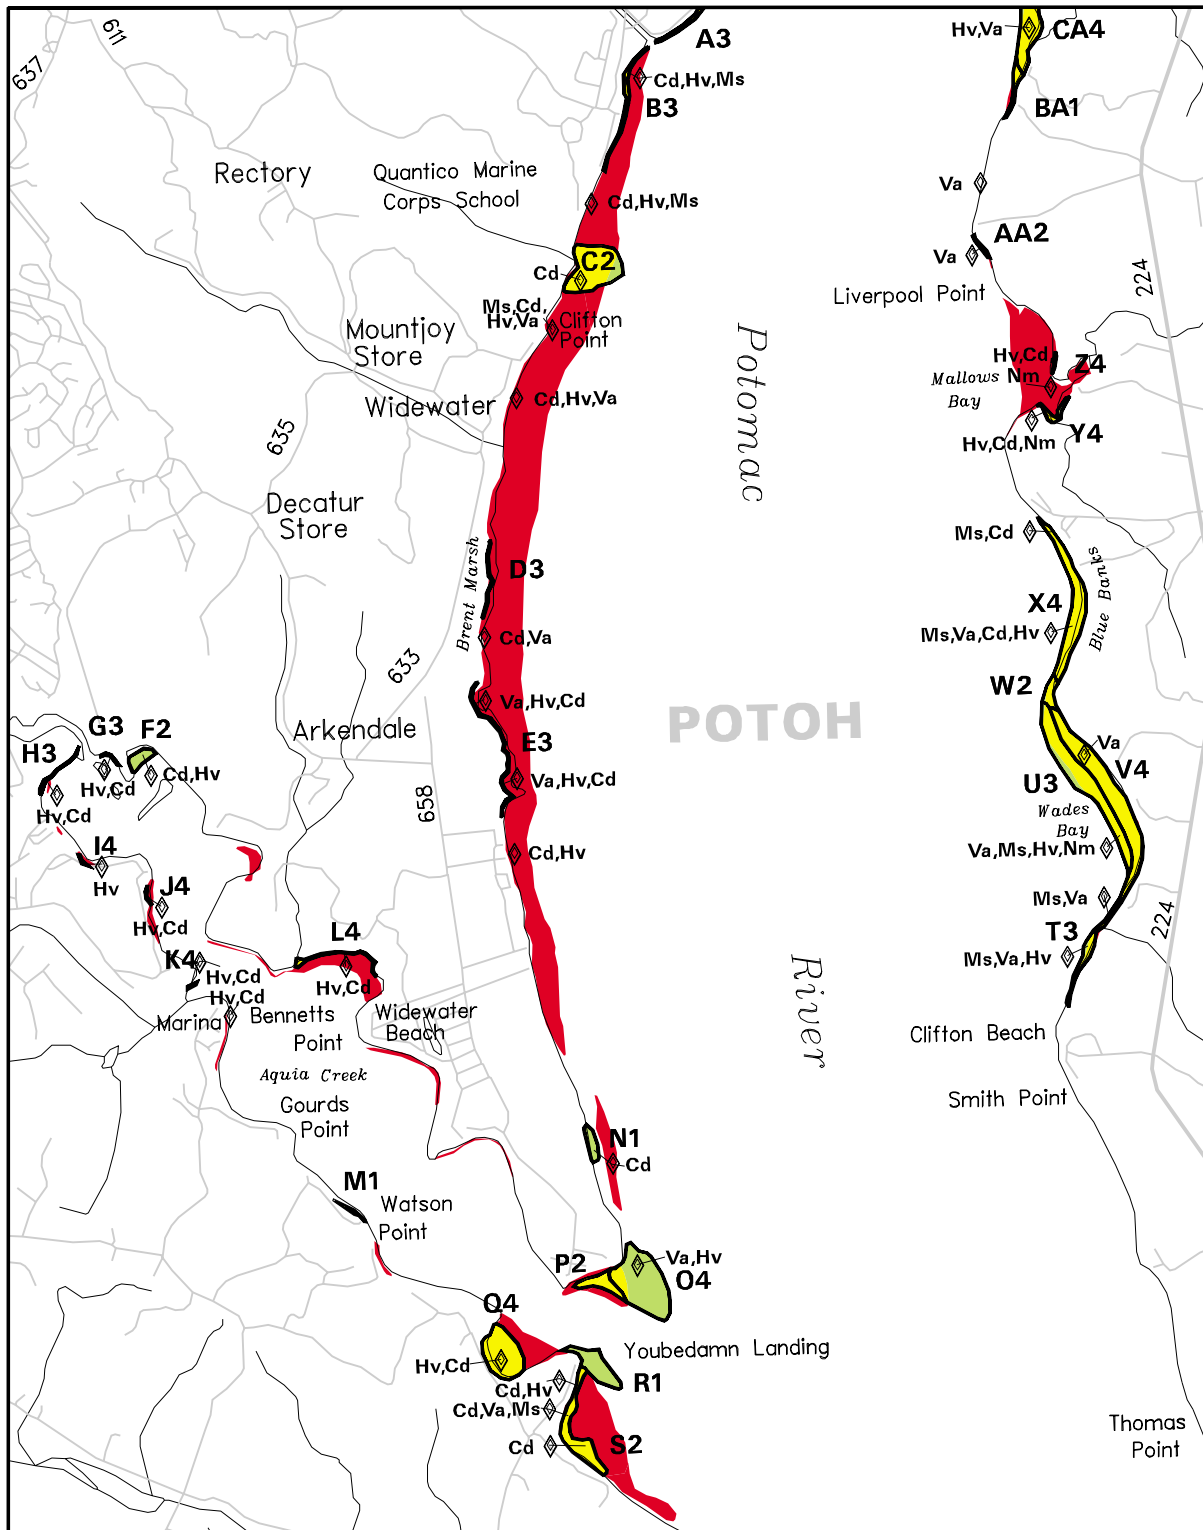 A3
611
637
Hv,Va
CA4
Cd,Hv,Ms
B3
BA1
Rectory
Quantico Marine
Corps School
Va
Cd,Hv,Ms
AA2
Va
C2
Cd
224
Liverpool Point
Ms,Cd,
Hv,Va
Clifton
Point
Mountjoy
Store
Potomac
Hv,Cd
Nm
Z4
Mallows
Bay
Widewater
Cd,Hv,Va
Y4
Hv,Cd,Nm
635
Decatur
Store
Ms,Cd
Brent Marsh
D3
Blue Banks
X4
Ms,Va,Cd,Hv
Cd,Va
633
W2
Va,Hv,Cd
POTOH
Arkendale
G3
F2
H3
E3
Va
V4
U3
Hv,Cd
Cd,Hv
Va,Hv,Cd
Hv,Cd
658
Wades
Bay
I4
Cd,Hv
Va,Ms,Hv,Nm
Hv
J4
Ms,Va
Hv,Cd
L4
T3
224
K4
Hv,Cd
Hv,Cd
Ms,Va,Hv
River
Hv,Cd
Marina
Bennetts
Point
Widewater
Beach
Clifton Beach
Aquia Creek
Smith Point
Gourds
Point
N1
Cd
M1
Watson
Point
P2
Va,Hv
O4
Q4
Youbedamn Landing
Hv,Cd
Cd,Hv
R1
Cd,Va,Ms
Cd
S2
Thomas
Point